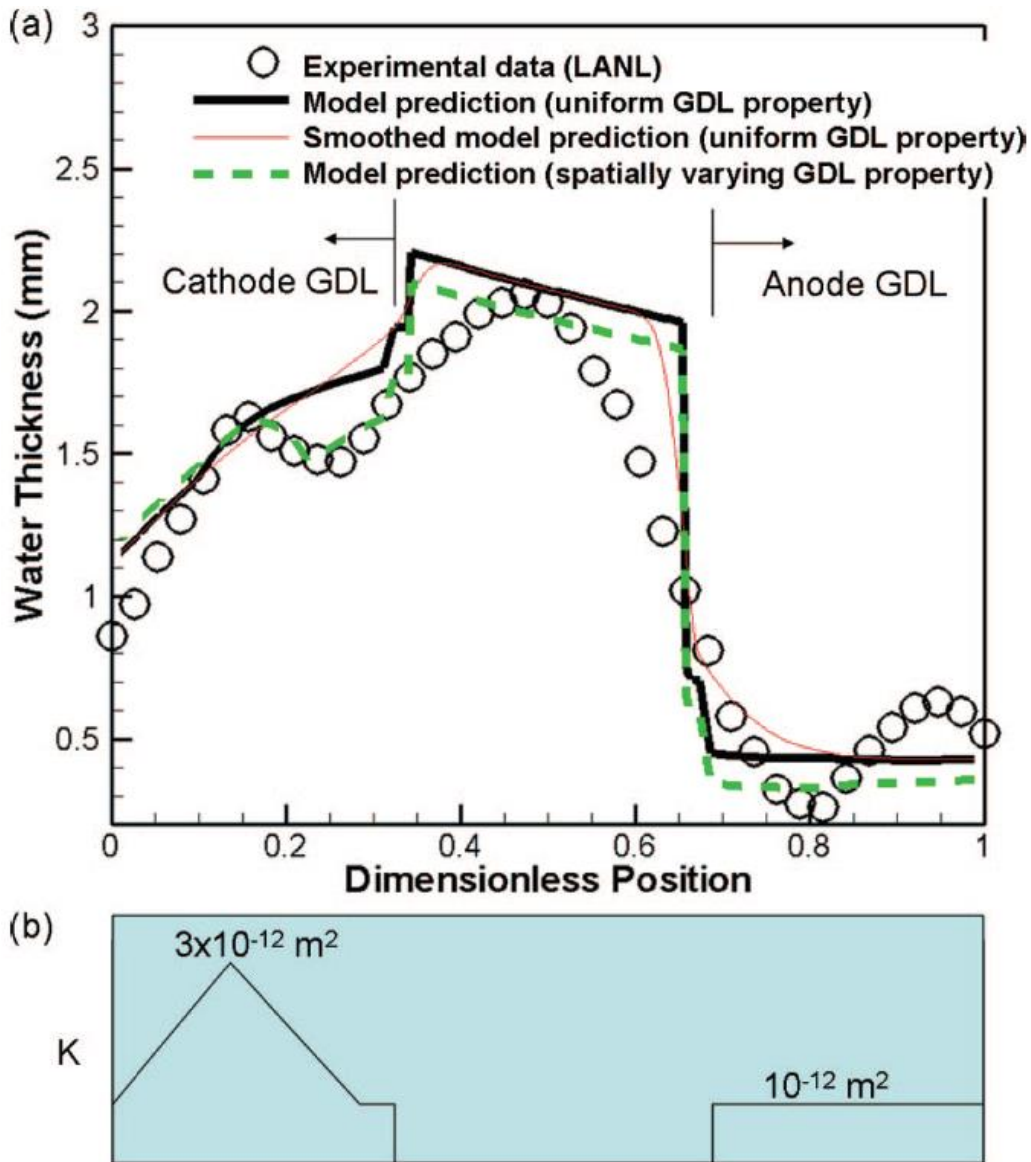 (a)
3
Experimental data (LANL)
Model prediction (uniform GDL property)
Smoothed model prediction (uniform GDL property)
2.5
Model prediction (spatially varying GDL property)
Cathode GDL
Anode GDL
Water Thickness (mm)
2
1.5
1
0.5
0 0.2 0.4 0.6 0.8 1
Dimensionless Position
(b)
3x10⁻¹² m²
K
10⁻¹² m²